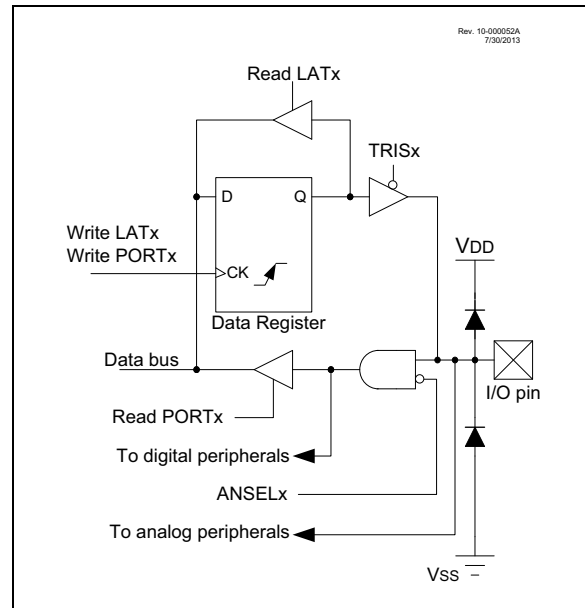 Rev. 10-000052A
7/30/2013
Read LATx
TRISx
D Q
Write LATx
Write PORTx
CK
VDD
Data Register
Data bus
I/O pin
Read PORTx
To digital peripherals
ANSELx
To analog peripherals
VSS